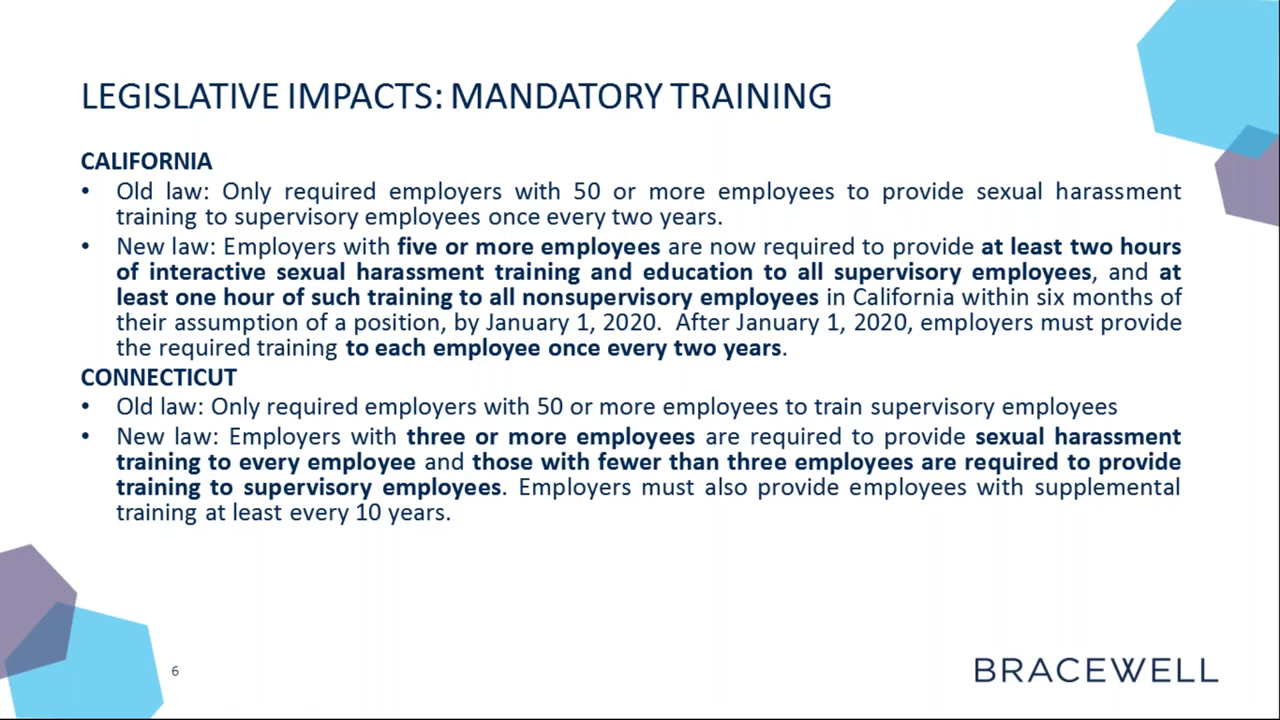 LEGISLATIVE IMPACTS: MANDATORY TRAINING
CALIFORNIA
• Old law: Only required employers with 50 or more employees to provide sexual harassment
training to supervisory employees once every two years.
• New law: Employers with five or more employees are now required to provide at least two hours
of interactive sexual harassment training and education to all supervisory employees, and at
least one hour of such training to all nonsupervisory employees in California within six months of
their assumption of a position, by January 1, 2020.  After January 1, 2020, employers must provide
the required training to each employee once every two years.
CONNECTICUT
• Old law: Only required employers with 50 or more employees to train supervisory employees
• New law: Employers with three or more employees are required to provide sexual harassment
training to every employee and those with fewer than three employees are required to provide
training to supervisory employees. Employers must also provide employees with supplemental
training at least every 10 years.
6
BRACEWELL